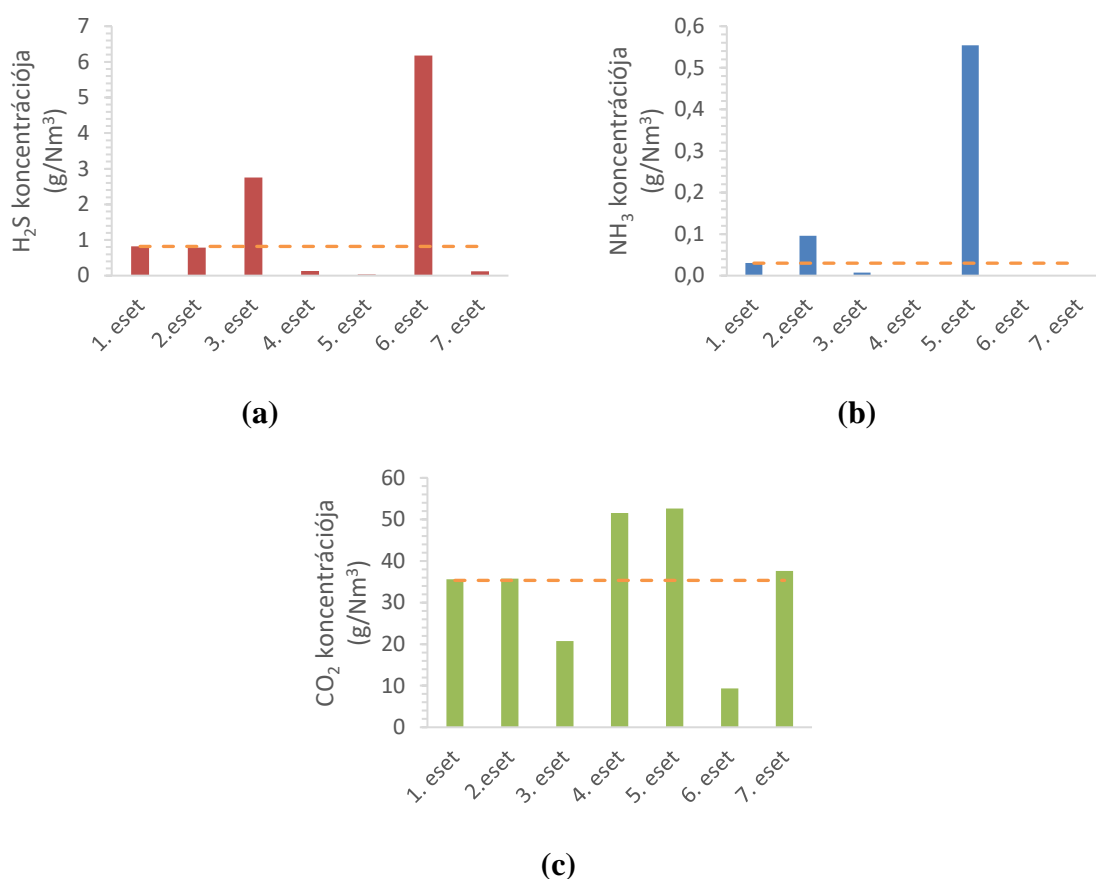 H₂S koncentrációja
(g/Nm³)
7
6
5
4
3
2
1
0
1. eset
2.eset
3. eset
4. eset
5. eset
6. eset
7. eset
(a)
NH₃ koncentrációja
(g/Nm³)
0,6
0,5
0,4
0,3
0,2
0,1
0,0
1. eset
2.eset
3. eset
4. eset
5. eset
6. eset
7. eset
(b)
CO₂ koncentrációja
(g/Nm³)
60
50
40
30
20
10
0
1. eset
2.eset
3. eset
4. eset
5. eset
6. eset
7. eset
(c)